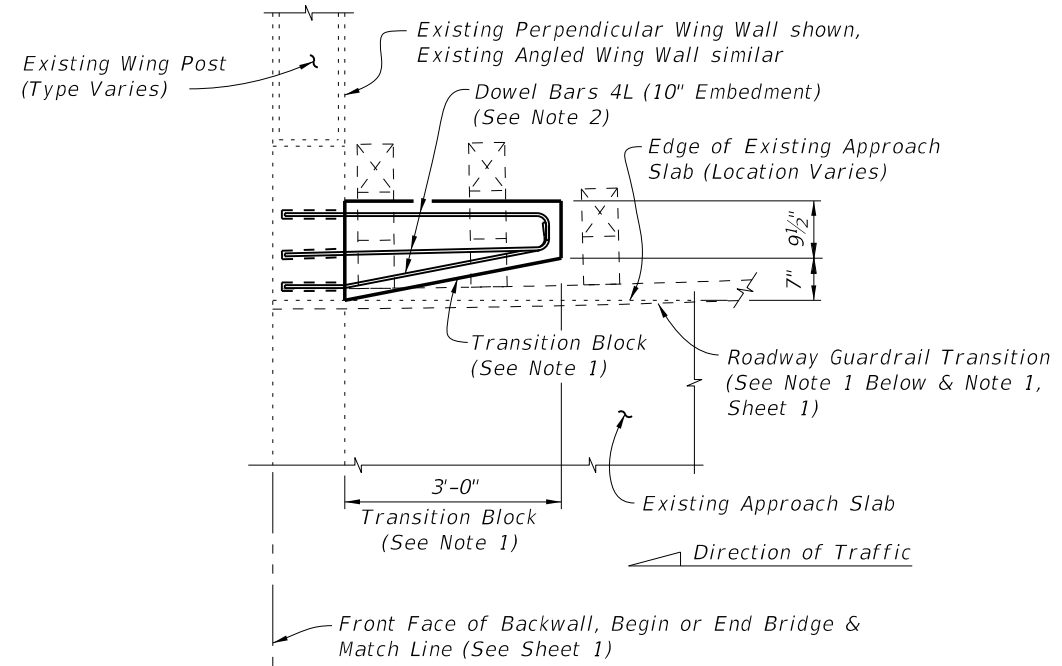 Existing Perpendicular Wing Wall shown,
Existing Angled Wing Wall similar
Existing Wing Post
(Type Varies)
Dowel Bars 4L (10" Embedment)
(See Note 2)
Edge of Existing Approach
Slab (Location Varies)
9½"
7"
Transition Block
(See Note 1)
Roadway Guardrail Transition
(See Note 1 Below & Note 1,
Sheet 1)
3'-0"
Transition Block
(See Note 1)
Existing Approach Slab
Direction of Traffic
Front Face of Backwall, Begin or End Bridge &
Match Line (See Sheet 1)